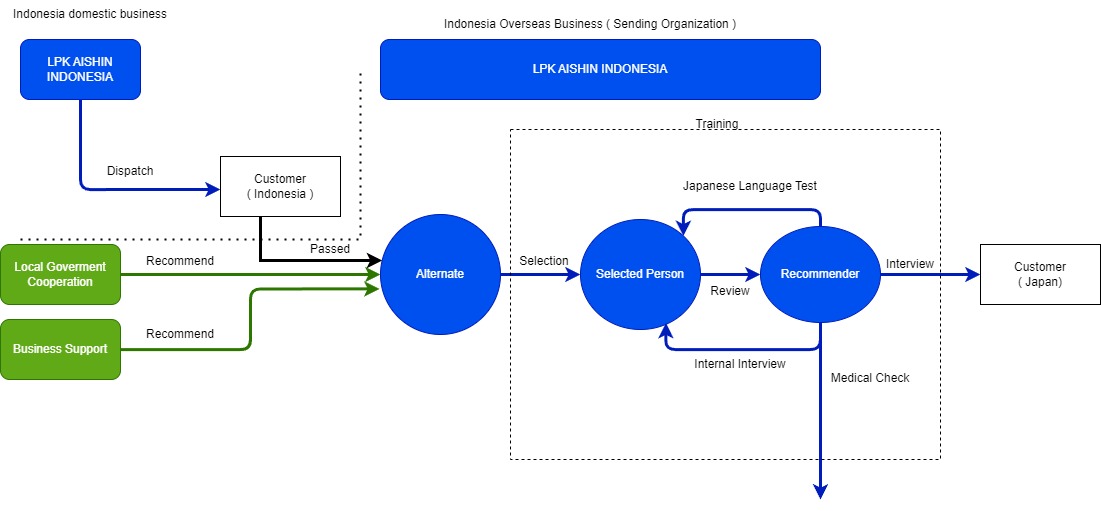 Indonesia domestic business
Indonesia Overseas Business ( Sending Organization )
LPK AISHIN
INDONESIA
LPK AISHIN INDONESIA
Training
Dispatch
Customer
( Indonesia )
Japanese Language Test
Passed
Local Goverment
Cooperation
Recommend
Alternate
Selection
Selected Person
Review
Recommender
Interview
Customer
( Japan)
Business Support
Recommend
Internal Interview
Medical Check